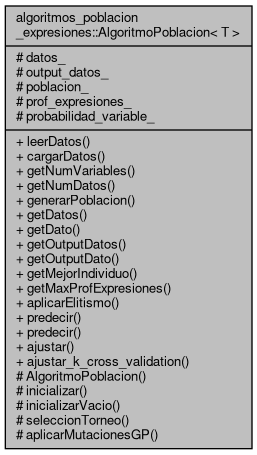 algoritmos_poblacion
_expresiones::AlgoritmoPoblacion< T >
# datos_
# output_datos_
# poblacion_
# prof_expresiones_
# probabilidad_variable_
+ leerDatos()
+ cargarDatos()
+ getNumVariables()
+ getNumDatos()
+ generarPoblacion()
+ getDatos()
+ getDato()
+ getOutputDatos()
+ getOutputDato()
+ getMejorIndividuo()
+ getMaxProfExpresiones()
+ aplicarElitismo()
+ predecir()
+ predecir()
+ ajustar()
+ ajustar_k_cross_validation()
# AlgoritmoPoblacion()
# inicializar()
# inicializarVacio()
# seleccionTorneo()
# aplicarMutacionesGP()